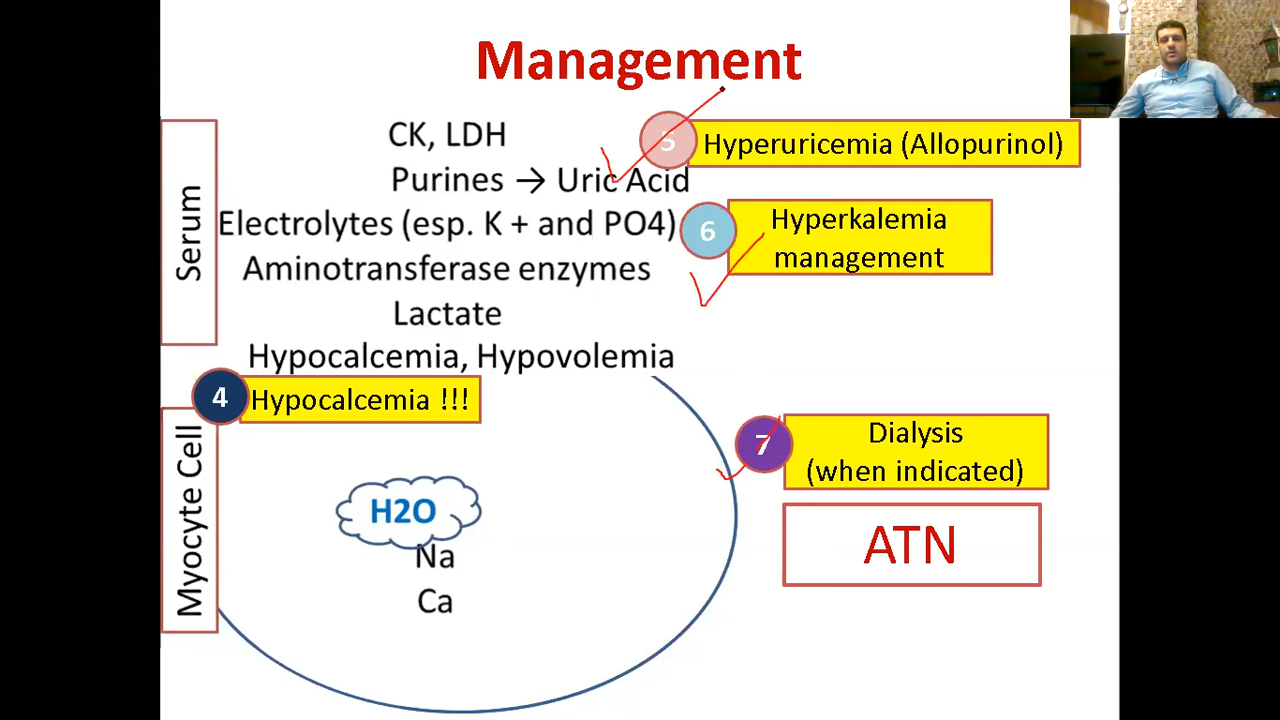 Management
CK, LDH
5
Hyperuricemia (Allopurinol)
Purines → Uric Acid
Serum
Electrolytes (esp. K + and PO4)
6
Hyperkalemia
management
Aminotransferase enzymes
Lactate
Hypocalcemia, Hypovolemia
4
Hypocalcemia !!!
Myocyte Cell
7
Dialysis
(when indicated)
H2O
Na
Ca
ATN